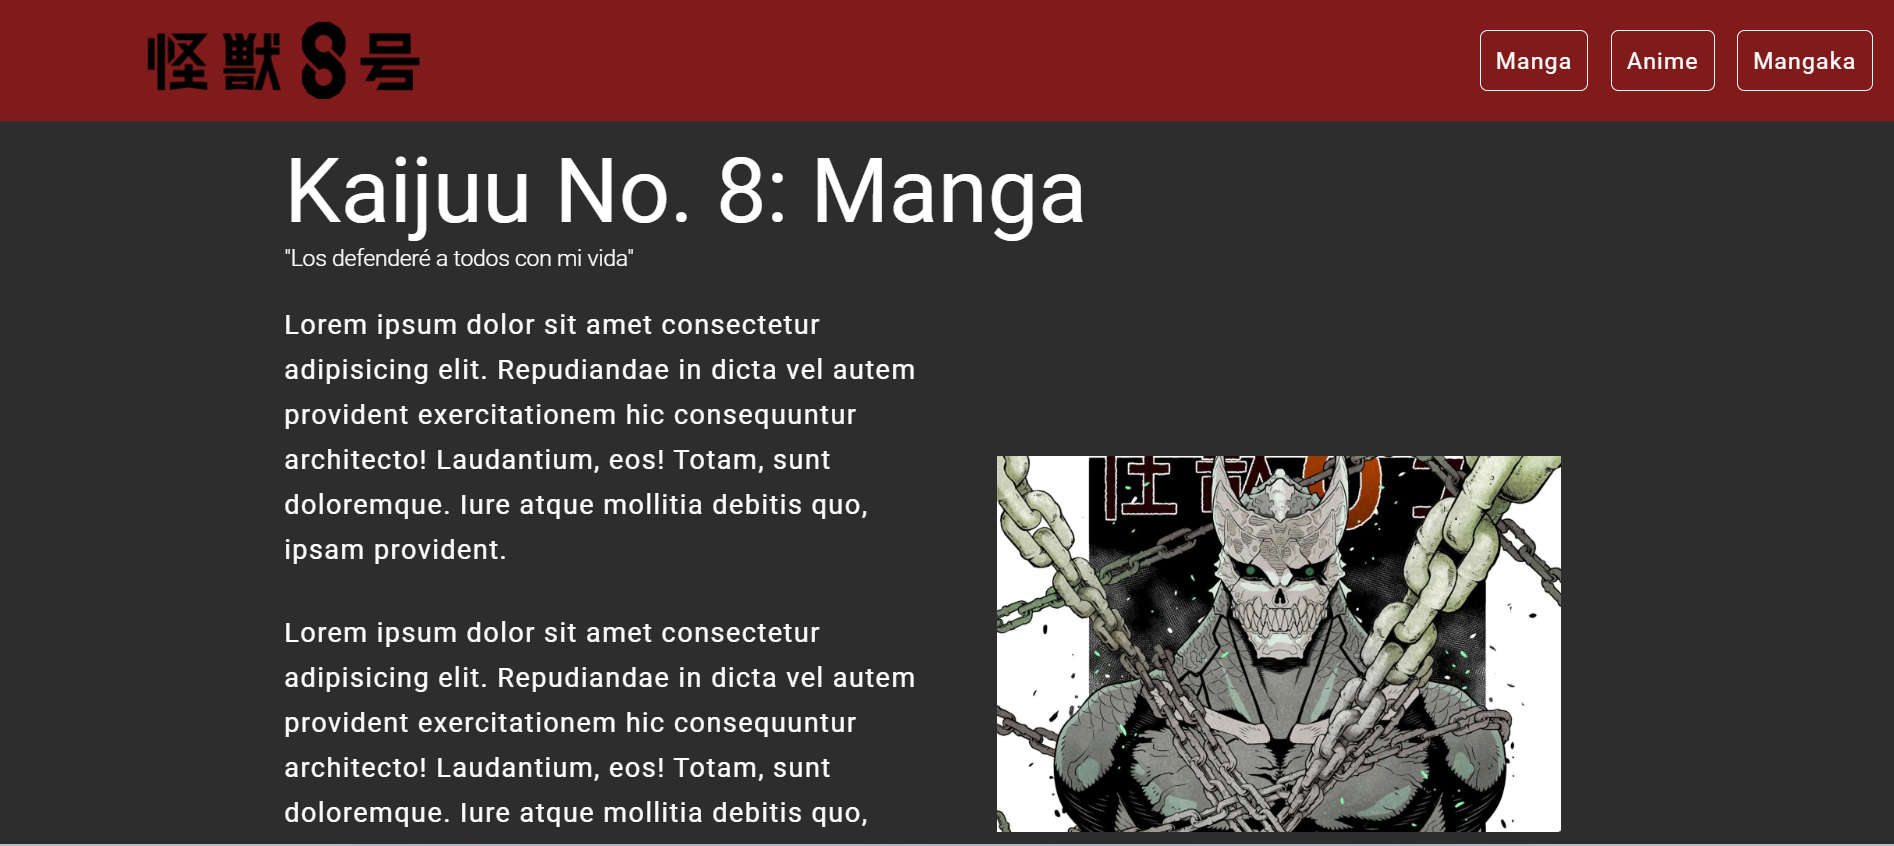 怪獣8号
Manga
Anime
Mangaka
Kaijuu No. 8: Manga
"Los defenderé a todos con mi vida"
Lorem ipsum dolor sit amet consectetur
adipisicing elit. Repudiandae in dicta vel autem
provident exercitationem hic consequuntur
architecto! Laudantium, eos! Totam, sunt
doloremque. Iure atque mollitia debitis quo,
ipsam provident.
Lorem ipsum dolor sit amet consectetur
adipisicing elit. Repudiandae in dicta vel autem
provident exercitationem hic consequuntur
architecto! Laudantium, eos! Totam, sunt
doloremque. Iure atque mollitia debitis quo,